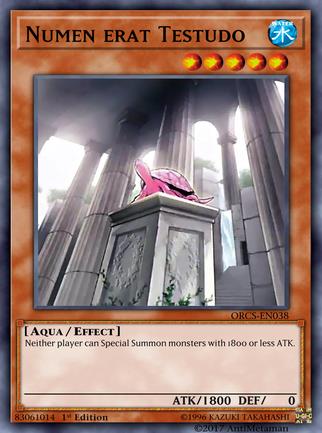 Numen erat Testudo
WATER
水
ORCS-EN038
[Aqua / Effect]
Neither player can Special Summon monsters with 1800 or less ATK.
ATK/1800 DEF/ 0
83061014 1st Edition ©1996 KAZUKI TAKAHASHI
©2017 AntiMetaman